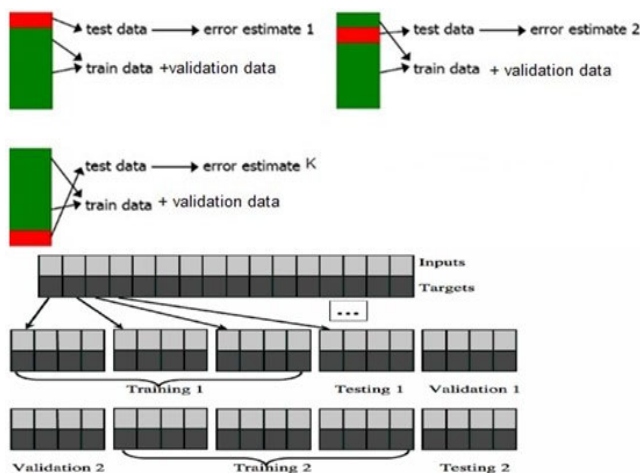 test data error estimate 1
train data +validation data
test data error estimate 2
train data + validation data
test data error estimate K
train data + validation data
Inputs
Targets
...
Training 1 Testing 1 Validation 1
Validation 2 Training 2 Testing 2